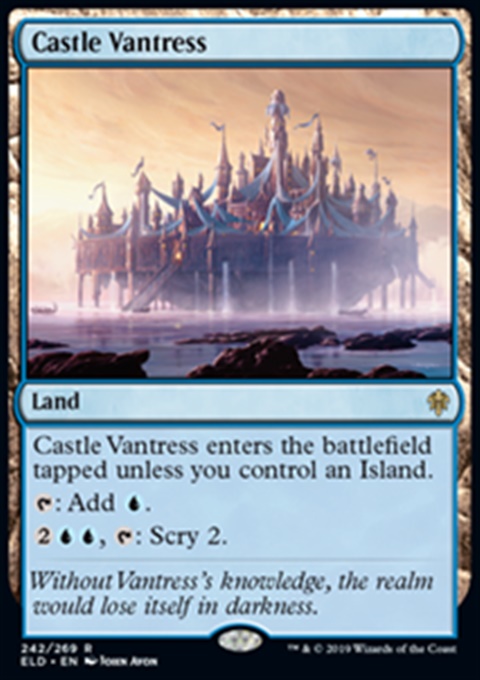 Castle Vantress
Land
Castle Vantress enters the battlefield
tapped unless you control an Island.
: Add .
2, : Scry 2.
Without Vantress's knowledge, the realm
would lose itself in darkness.
242/269 R
ELD • EN John Avon
™ & © 2019 Wizards of the Coast